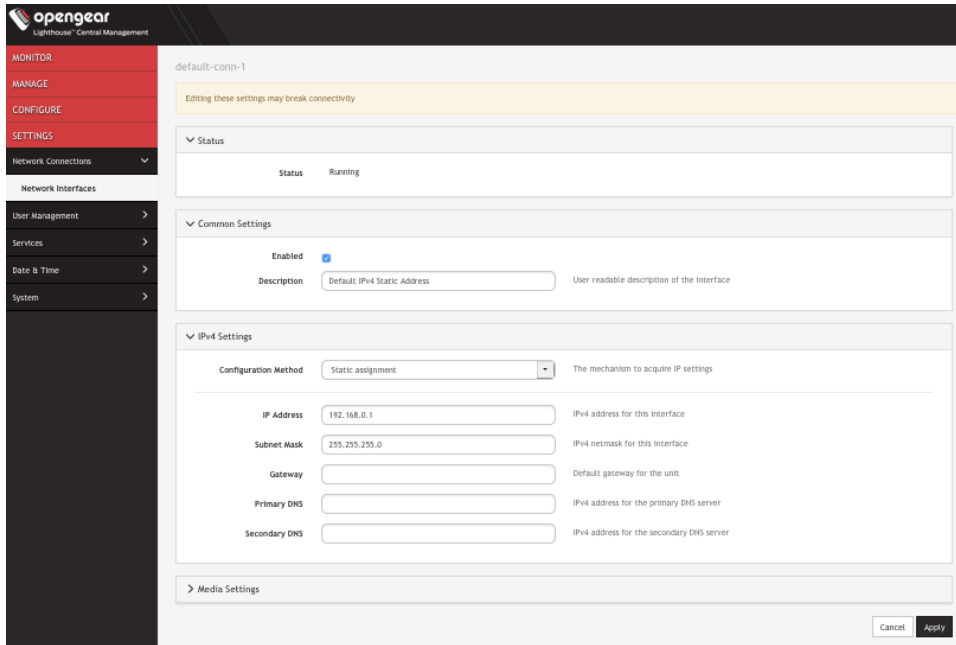 opengear
Lighthouse™ Central Management
MONITOR
MANAGE
CONFIGURE
SETTINGS
Network Connections
Network Interfaces
User Management
Services
Date & Time
System
default-conn-1
Editing these settings may break connectivity
Status
Status Running
Common Settings
Enabled
Description Default IPv4 Static Address User readable description of the interface
IPv4 Settings
Configuration Method Static assignment The mechanism to acquire IP settings
IP Address 192.168.0.1 IPv4 address for this interface
Subnet Mask 255.255.255.0 IPv4 netmask for this interface
Gateway Default gateway for the unit
Primary DNS IPv4 address for the primary DNS server
Secondary DNS IPv4 address for the secondary DNS server
Media Settings
Cancel Apply